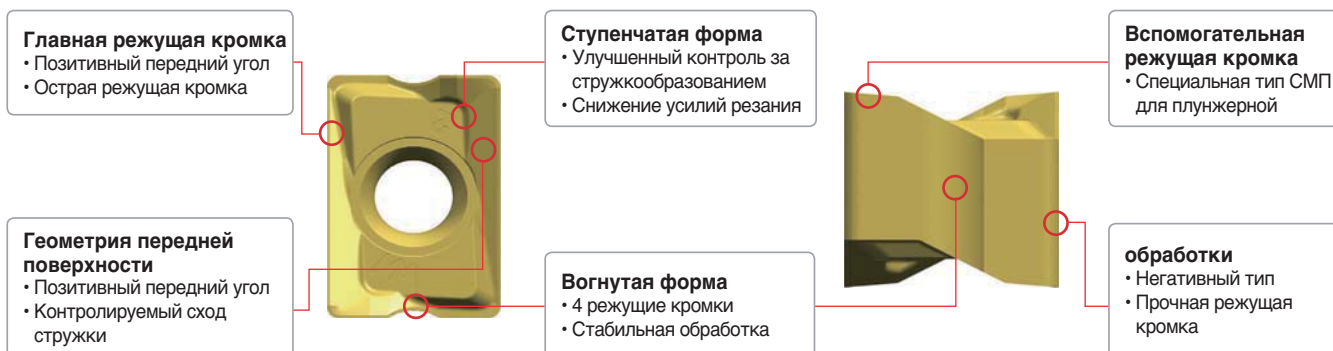 Главная режущая кромка
• Позитивный передний угол
• Острая режущая кромка
Ступенчатая форма
• Улучшенный контроль за
стружкообразованием
• Снижение усилий резания
Вспомогательная
режущая кромка
• Специальная тип СМП
для плунжерной
Геометрия передней
поверхности
• Позитивный передний угол
• Контролируемый сход
стружки
Вогнутая форма
• 4 режущие кромки
• Стабильная обработка
обработки
• Негативный тип
• Прочная режущая
кромка